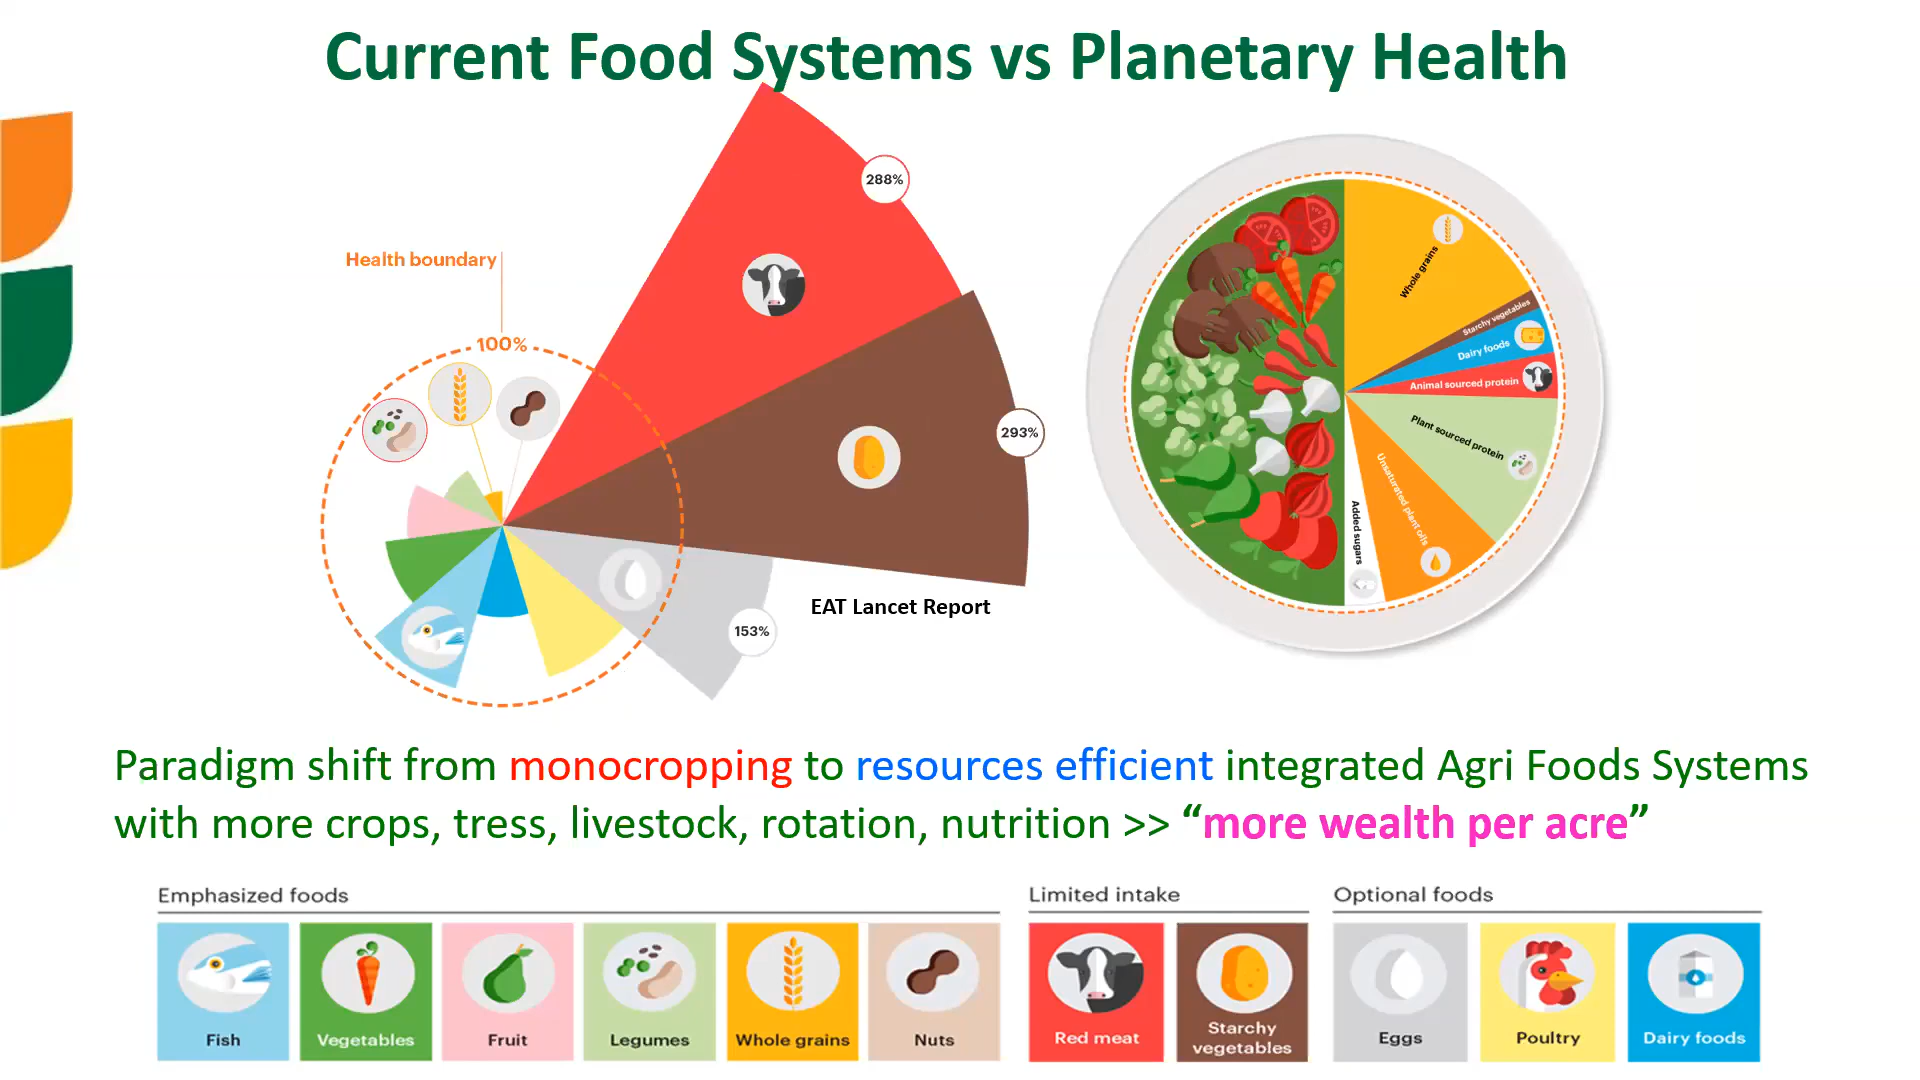 Current Food Systems vs Planetary Health
288%
Health boundary
100%
293%
153%
EAT Lancet Report
Whole grains
Starchy vegetables
Dairy foods
Animal sourced protein
Plant sourced protein
Unsaturated plant oils
Added sugars
Paradigm shift from monocropping to resources efficient integrated Agri Foods Systems
with more crops, tress, livestock, rotation, nutrition >> “more wealth per acre”
Emphasized foods
Limited intake
Optional foods
Fish
Vegetables
Fruit
Legumes
Whole grains
Nuts
Red meat
Starchy
vegetables
Eggs
Poultry
Dairy foods